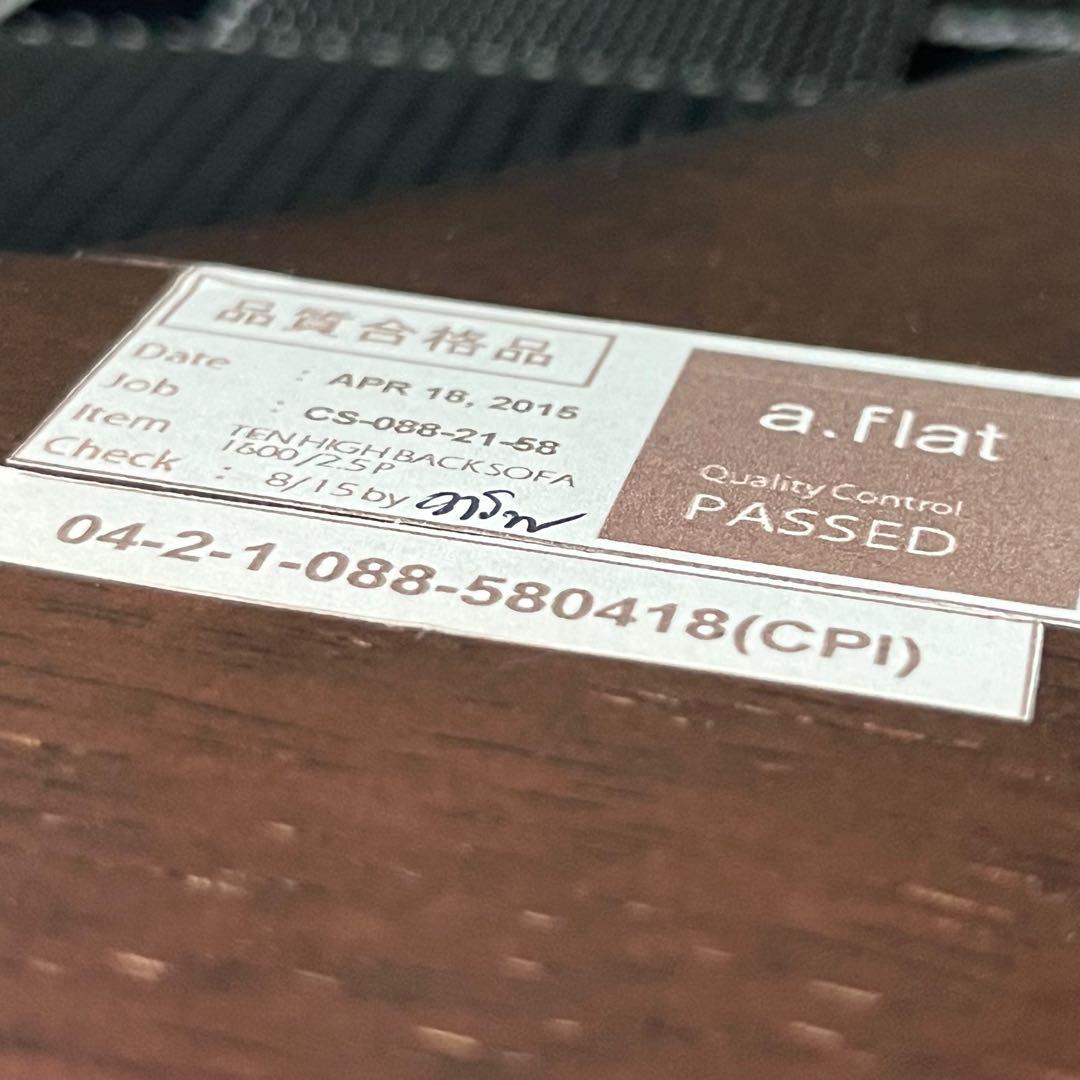 品質合格品
Date : APR 18, 2015
Job : CS-088-21-58
Item TEN HIGH BACK SOFA
1600/2.5P
Check : 8/15 by
a.flat
Quality Control
PASSED
04-2-1-088-580418(CPI)